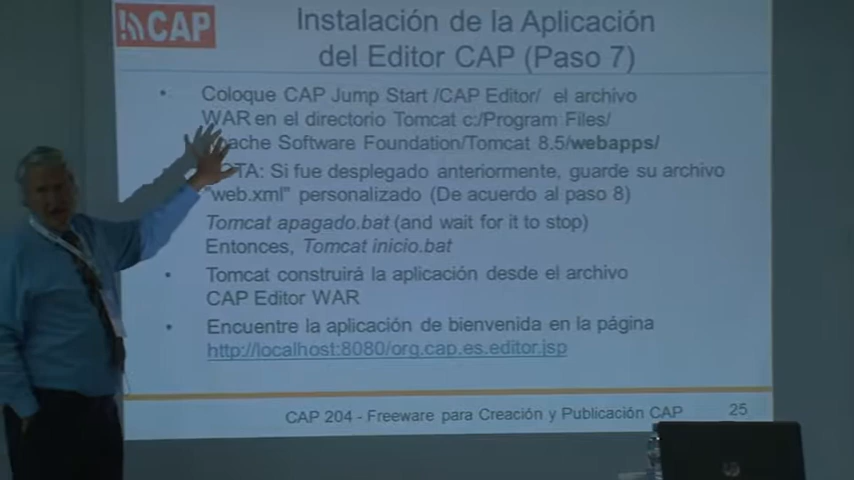 CAP
Instalación de la Aplicación
del Editor CAP (Paso 7)
Coloque CAP Jump Start /CAP Editor/ el archivo
WAR en el directorio Tomcat c:/Program Files/
Software Foundation/Tomcat 8.5/webapps/
Si fue desplegado anteriormente, guarde su archivo
"web.xml" personalizado (De acuerdo al paso 8)
Tomcat apagado.bat (and wait for it to stop)
Entonces, Tomcat inicio.bat
Tomcat construirá la aplicación desde el archivo
CAP Editor WAR
Encuentre la aplicación de bienvenida en la página
http://localhost:8080/org.cap.es.editor.jsp
CAP 204 - Freeware para Creación y Publicación CAP
25